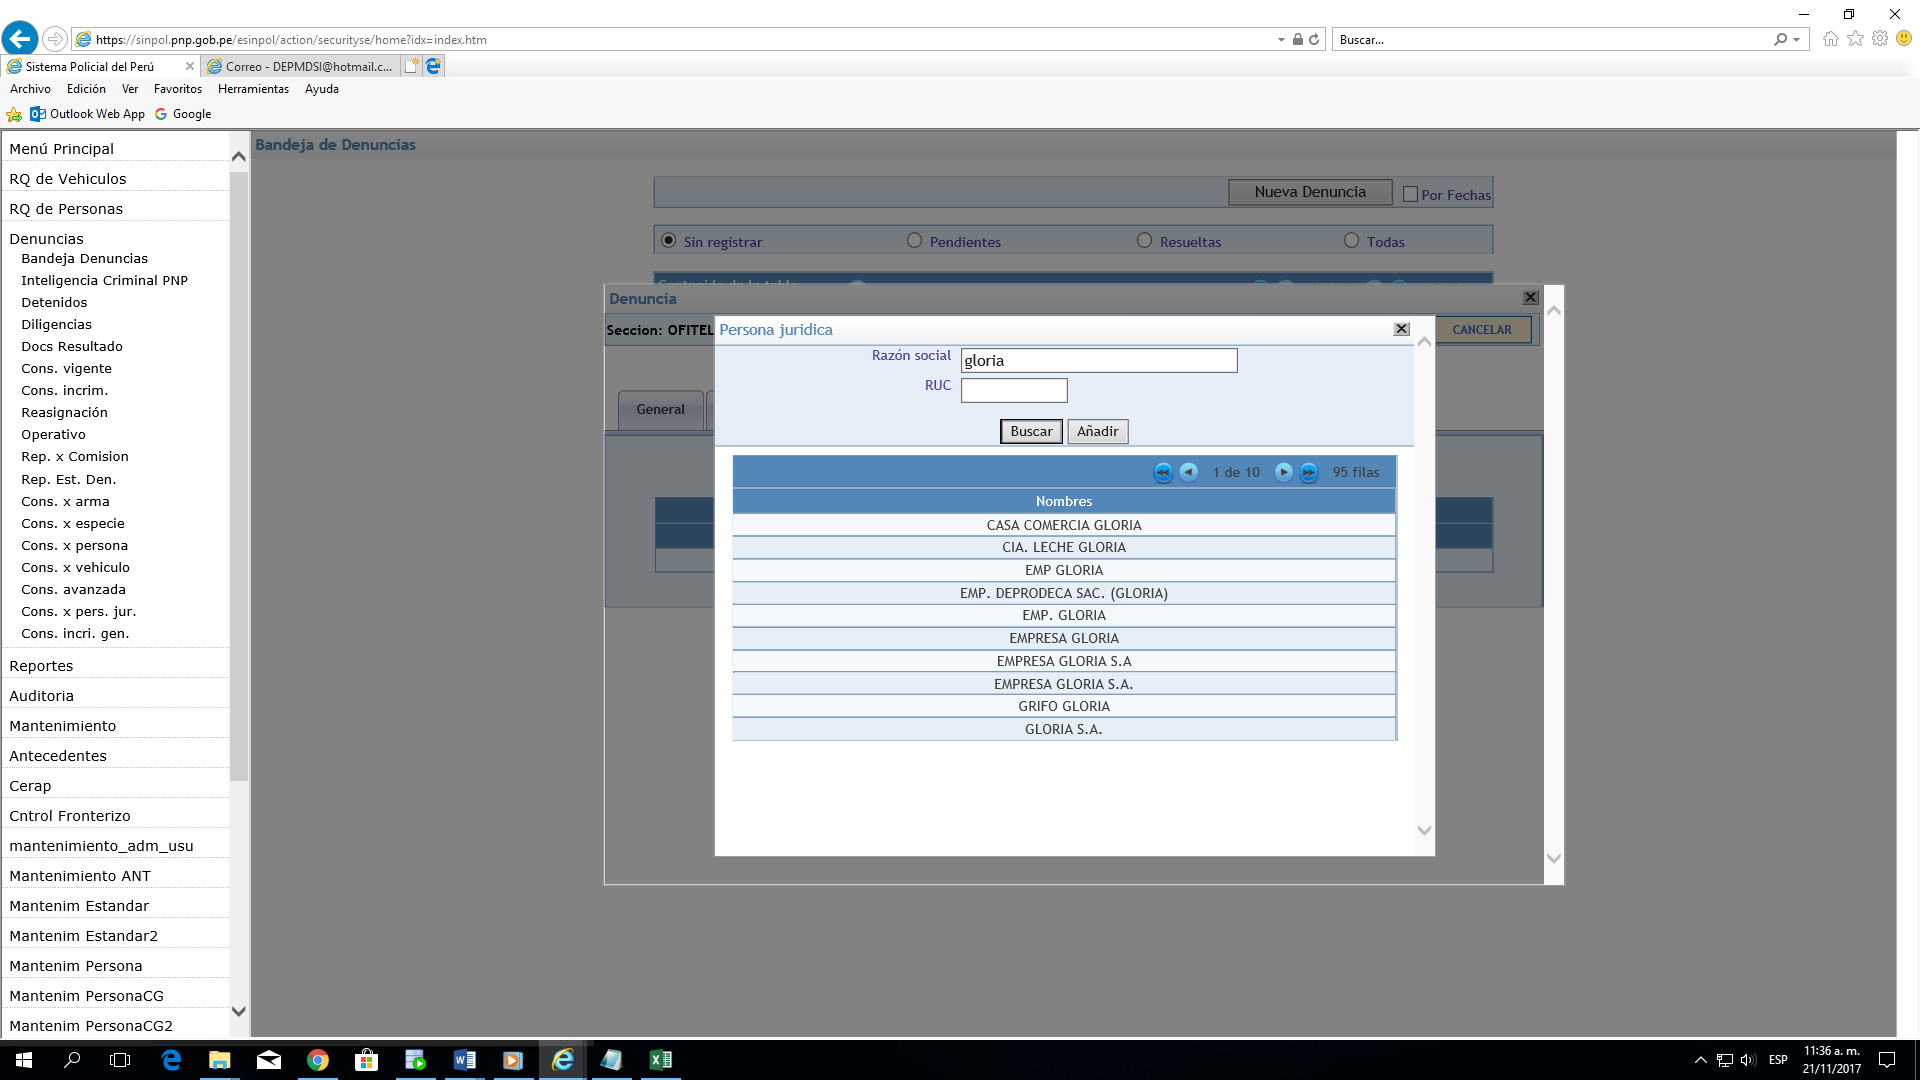 https://sinpol.pnp.gob.pe/esinpol/action/securityse/home?idx=index.htm
Buscar...
Sistema Policial del Perú
Correo - DEPMDSI@hotmail.c...
Archivo Edición Ver Favoritos Herramientas Ayuda
Outlook Web App Google
Menú Principal
RQ de Vehiculos
RQ de Personas
Denuncias
Bandeja Denuncias
Inteligencia Criminal PNP
Detenidos
Diligencias
Docs Resultado
Cons. vigente
Cons. incrim.
Reasignación
Operativo
Rep. x Comision
Rep. Est. Den.
Cons. x arma
Cons. x especie
Cons. x persona
Cons. x vehiculo
Cons. avanzada
Cons. x pers. jur.
Cons. incri. gen.
Reportes
Auditoria
Mantenimiento
Antecedentes
Cerap
Cntrol Fronterizo
mantenimiento_adm_usu
Mantenimiento ANT
Mantenim Estandar
Mantenim Estandar2
Mantenim Persona
Mantenim PersonaCG
Mantenim PersonaCG2
Bandeja de Denuncias
Nueva Denuncia Por Fechas
Sin registrar Pendientes Resueltas Todas
Denuncia
Seccion: OFITEL
CANCELAR
General
Persona juridica
Razón social gloria
RUC
Buscar Añadir
1 de 10 95 filas
Nombres
CASA COMERCIA GLORIA
CIA. LECHE GLORIA
EMP GLORIA
EMP. DEPRODECA SAC. (GLORIA)
EMP. GLORIA
EMPRESA GLORIA
EMPRESA GLORIA S.A
EMPRESA GLORIA S.A.
GRIFO GLORIA
GLORIA S.A.
ESP
11:36 a. m.
21/11/2017